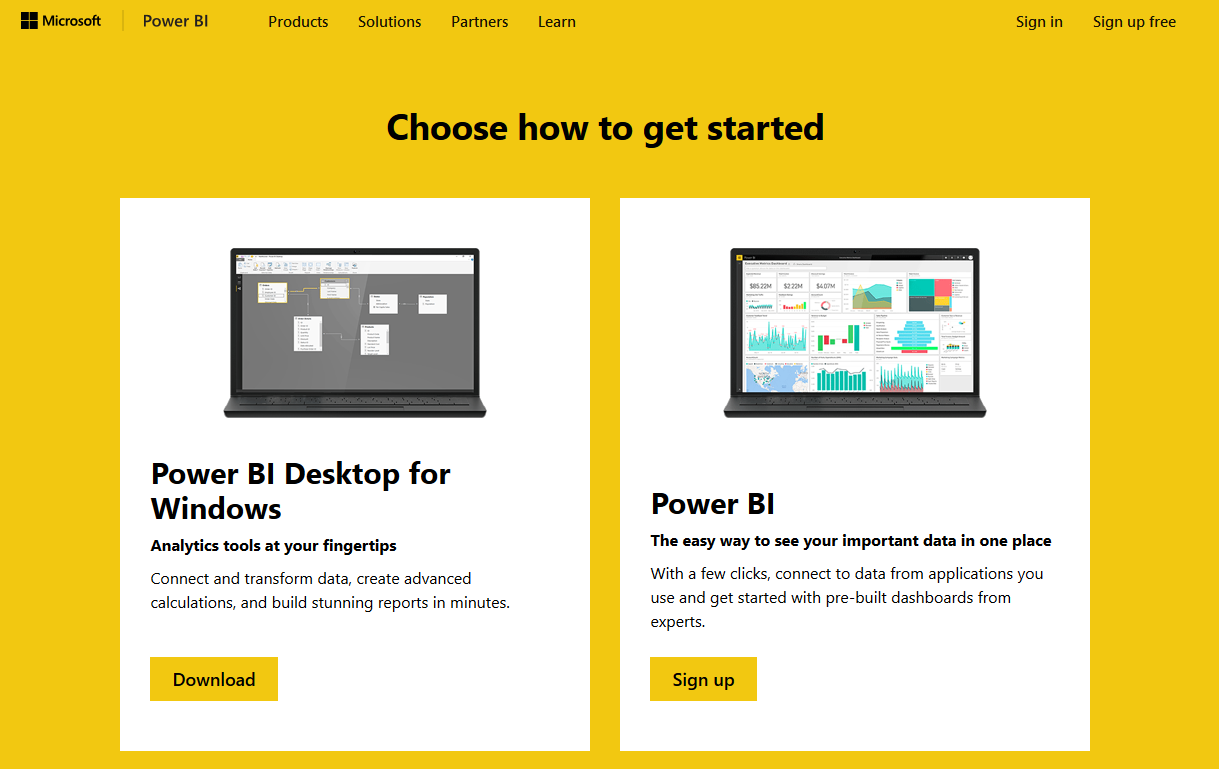 Microsoft
Power BI
Products
Solutions
Partners
Learn
Sign in
Sign up free
Choose how to get started
Power BI Desktop for
Windows
Analytics tools at your fingertips
Connect and transform data, create advanced
calculations, and build stunning reports in minutes.
Download
$85.22M
$2.22M
$4.07M
Power BI
The easy way to see your important data in one place
With a few clicks, connect to data from applications you
use and get started with pre-built dashboards from
experts.
Sign up